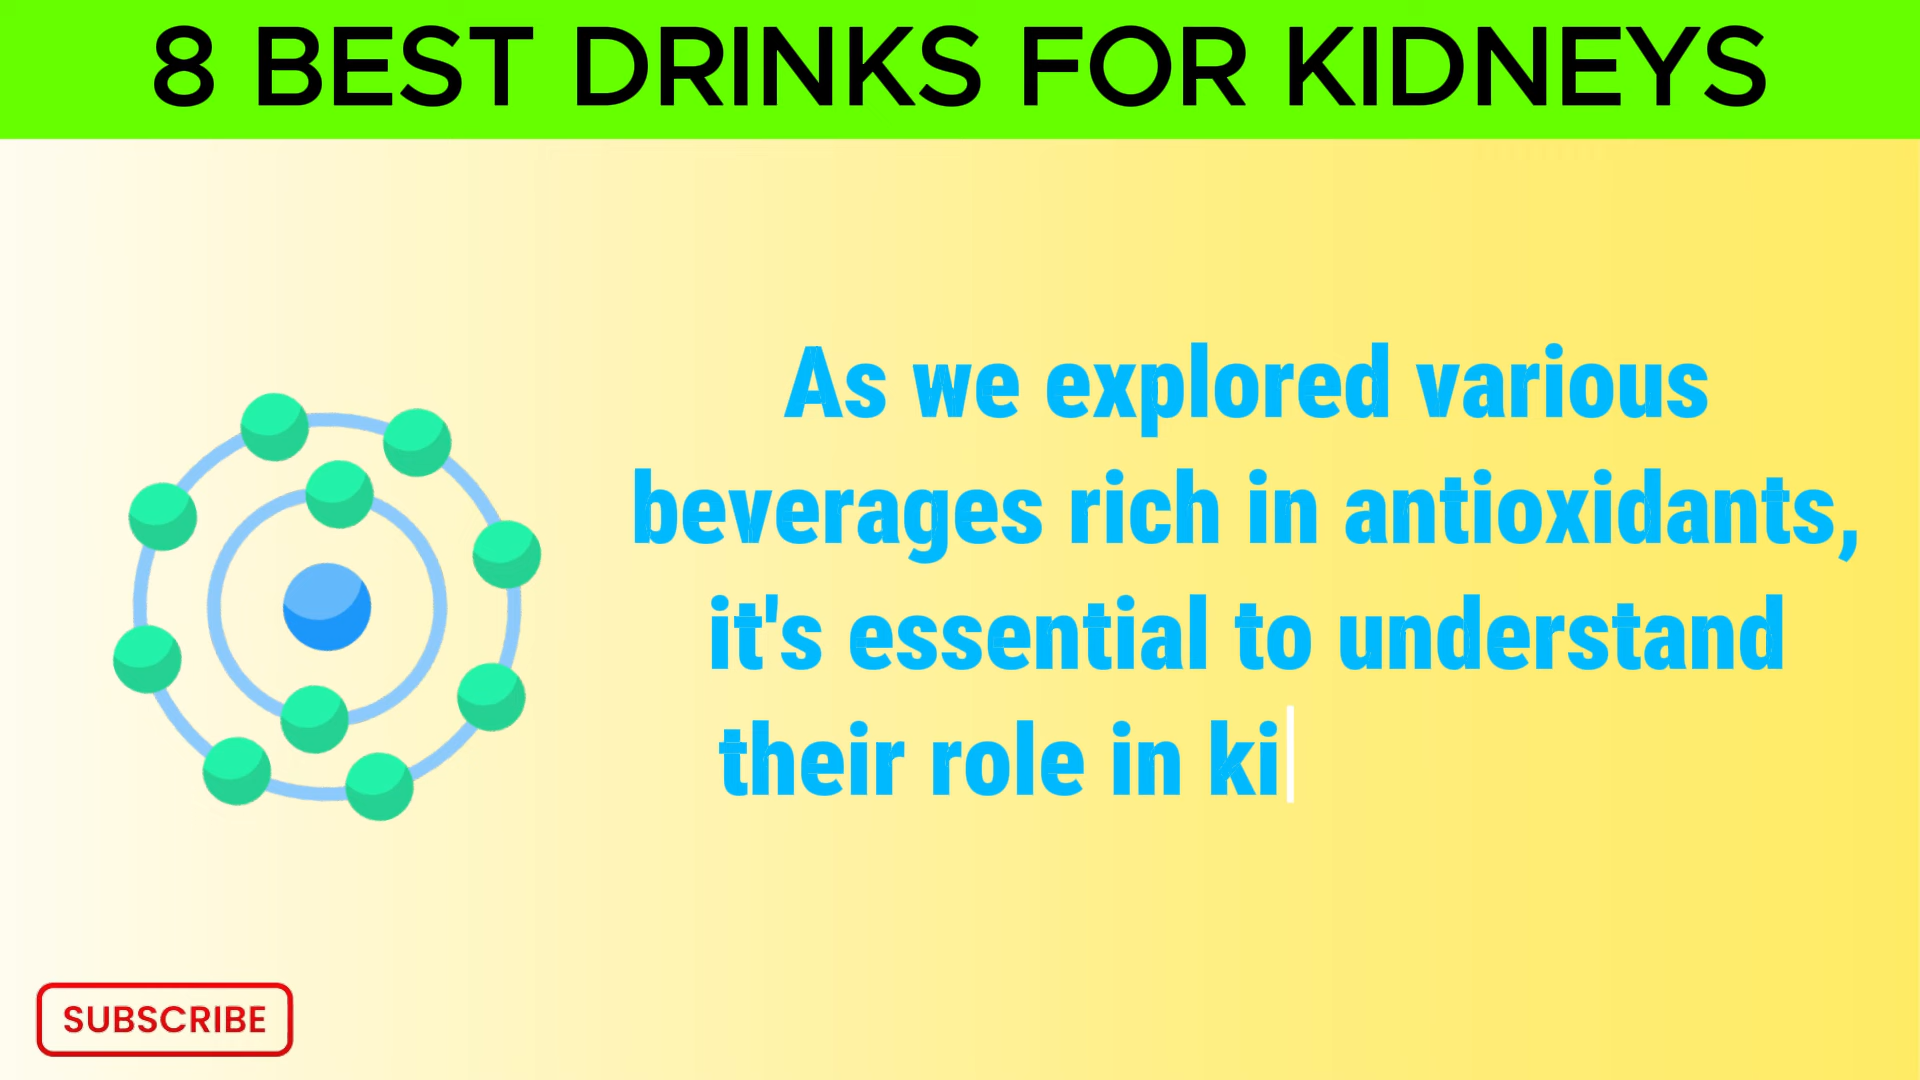 8 BEST DRINKS FOR KIDNEYS
As we explored various
beverages rich in antioxidants,
it's essential to understand
their role in ki
SUBSCRIBE